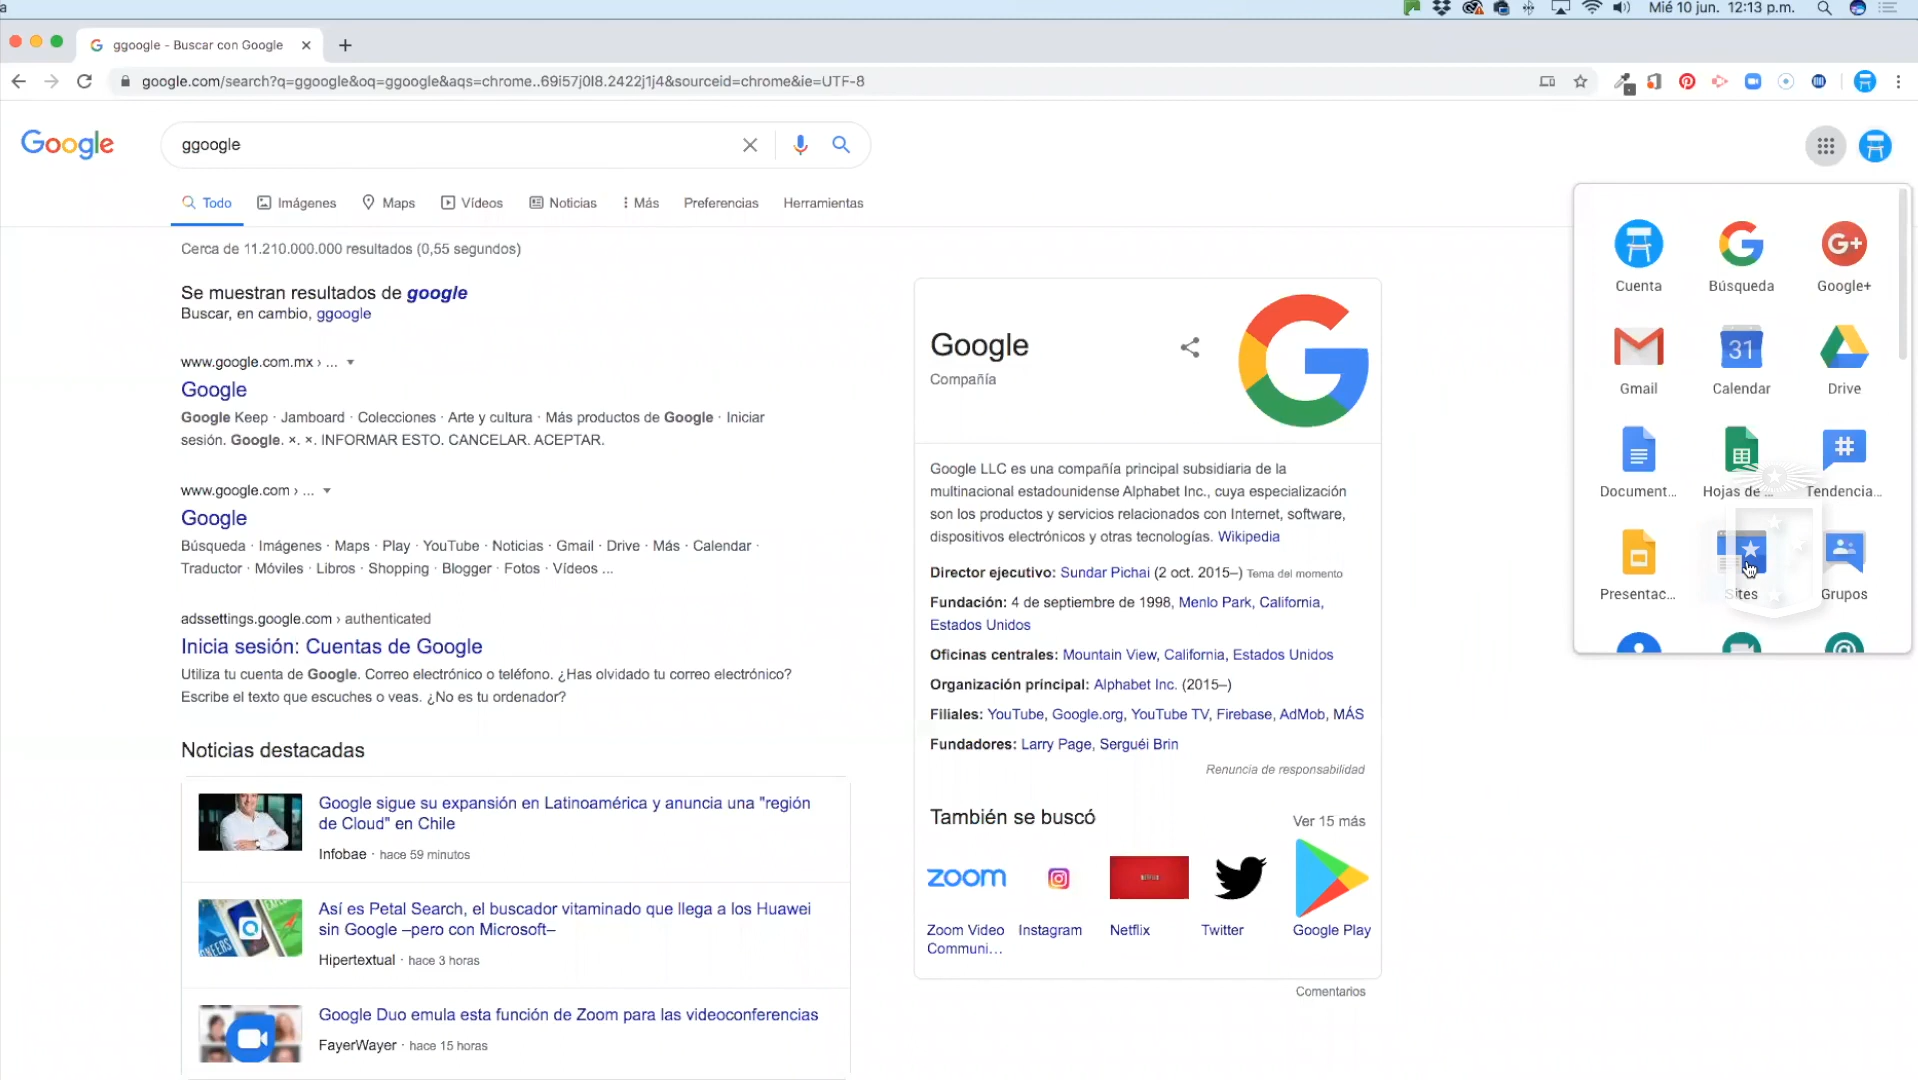 a
Mié 10 jun. 12:13 p.m.
ggoogle - Buscar con Google
google.com/search?q=ggoogle&oq=ggoogle&aqs=chrome..69i57j0l8.2422j1j4&sourceid=chrome&ie=UTF-8
Google
ggoogle
Todo Imágenes Maps Vídeos Noticias Más Preferencias Herramientas
Cerca de 11.210.000.000 resultados (0,55 segundos)
Se muestran resultados de google
Buscar, en cambio, ggoogle
www.google.com.mx › ...
Google
Google Keep · Jamboard · Colecciones · Arte y cultura · Más productos de Google · Iniciar
sesión. Google. ×. ×. INFORMAR ESTO. CANCELAR. ACEPTAR.
www.google.com › ...
Google
Búsqueda · Imágenes · Maps · Play · YouTube · Noticias · Gmail · Drive · Más · Calendar ·
Traductor · Móviles · Libros · Shopping · Blogger · Fotos · Vídeos ...
adssettings.google.com › authenticated
Inicia sesión: Cuentas de Google
Utiliza tu cuenta de Google. Correo electrónico o teléfono. ¿Has olvidado tu correo electrónico?
Escribe el texto que escuches o veas. ¿No es tu ordenador?
Noticias destacadas
Google sigue su expansión en Latinoamérica y anuncia una "región
de Cloud" en Chile
Infobae · hace 59 minutos
Así es Petal Search, el buscador vitaminado que llega a los Huawei
sin Google –pero con Microsoft–
Hipertextual · hace 3 horas
Google Duo emula esta función de Zoom para las videoconferencias
FayerWayer · hace 15 horas
Google
Compañía
Google LLC es una compañía principal subsidiaria de la
multinacional estadounidense Alphabet Inc., cuya especialización
son los productos y servicios relacionados con Internet, software,
dispositivos electrónicos y otras tecnologías. Wikipedia
Director ejecutivo: Sundar Pichai (2 oct. 2015–) Tema del momento
Fundación: 4 de septiembre de 1998, Menlo Park, California,
Estados Unidos
Oficinas centrales: Mountain View, California, Estados Unidos
Organización principal: Alphabet Inc. (2015–)
Filiales: YouTube, Google.org, YouTube TV, Firebase, AdMob, MÁS
Fundadores: Larry Page, Serguéi Brin
Renuncia de responsabilidad
También se buscó
Ver 15 más
zoom
Zoom Video
Communi...
Instagram
Netflix
Twitter
Google Play
Comentarios
G+
Cuenta Búsqueda Google+
31
Gmail Calendar Drive
Document... Hojas de ... Tendencia...
Presentac... Sites Grupos